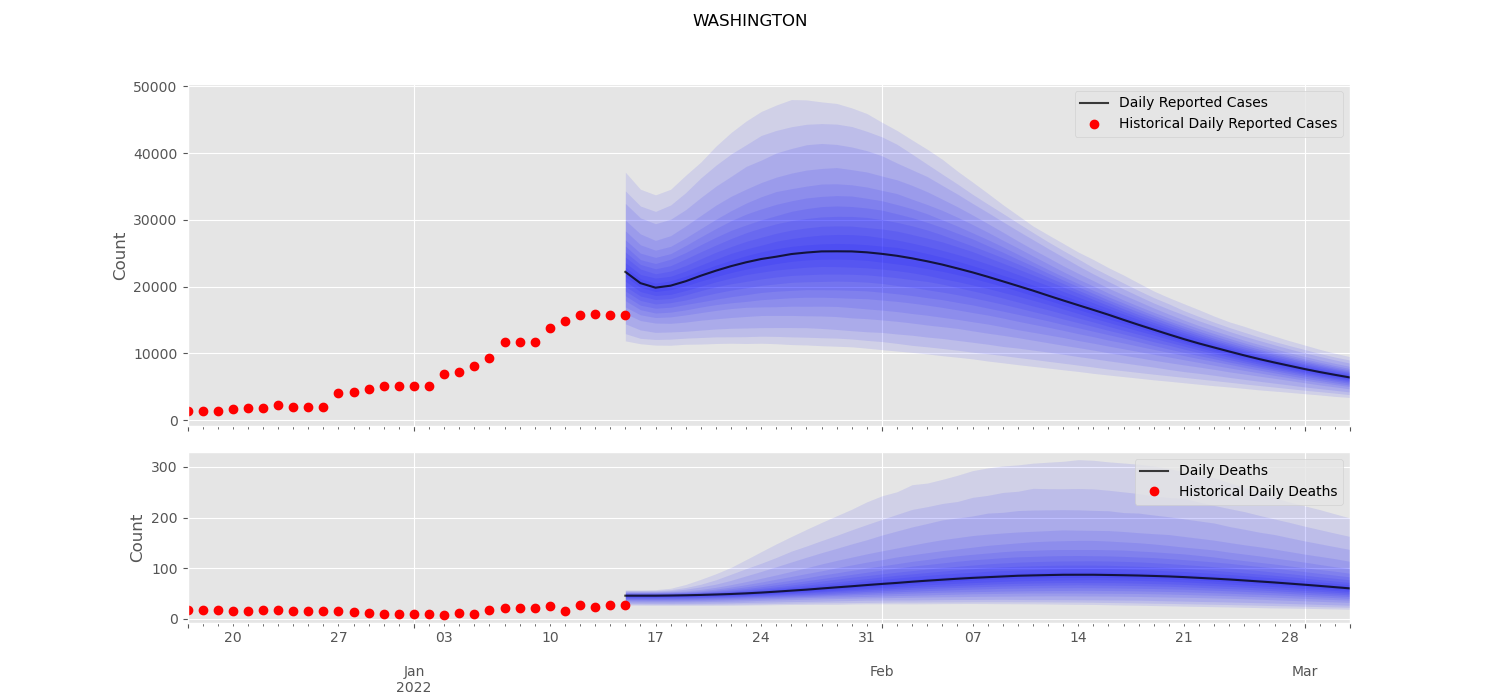 WASHINGTON
50000
40000
30000
20000
10000
0
Count
Daily Reported Cases
Historical Daily Reported Cases
300
200
100
0
Count
Daily Deaths
Historical Daily Deaths
20 27 03 10 17 24 31 07 14 21 28
Jan Feb Mar
2022